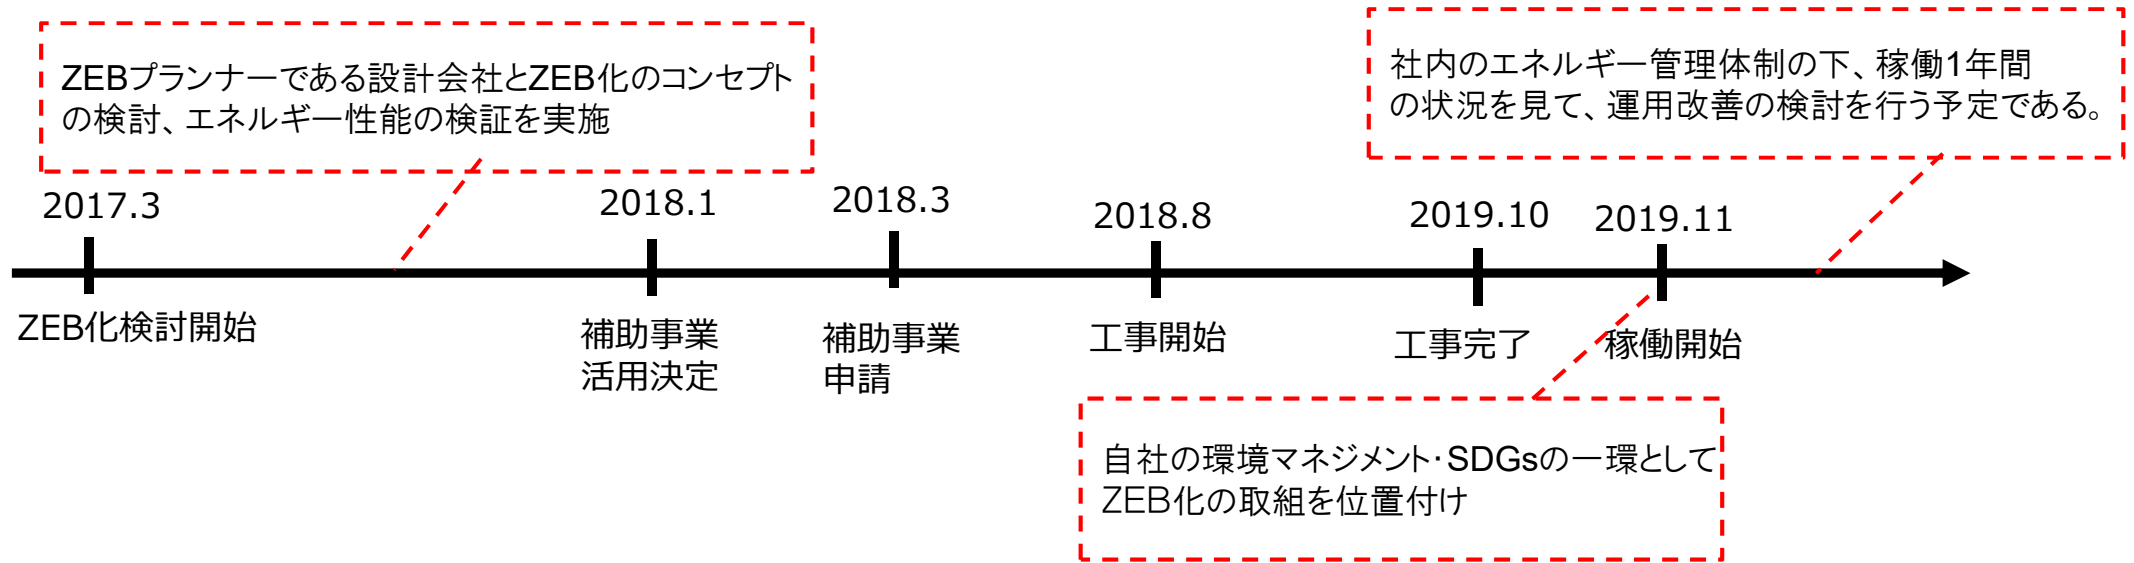 ZEBプランナーである設計会社とZEB化のコンセプト
の検討、エネルギー性能の検証を実施
社内のエネルギー管理体制の下、稼働1年間
の状況を見て、運用改善の検討を行う予定である。
2017.3
2018.1
2018.3
2018.8
2019.10
2019.11
ZEB化検討開始
補助事業
活用決定
補助事業
申請
工事開始
工事完了
稼働開始
自社の環境マネジメント・SDGsの一環として
ZEB化の取組を位置付け